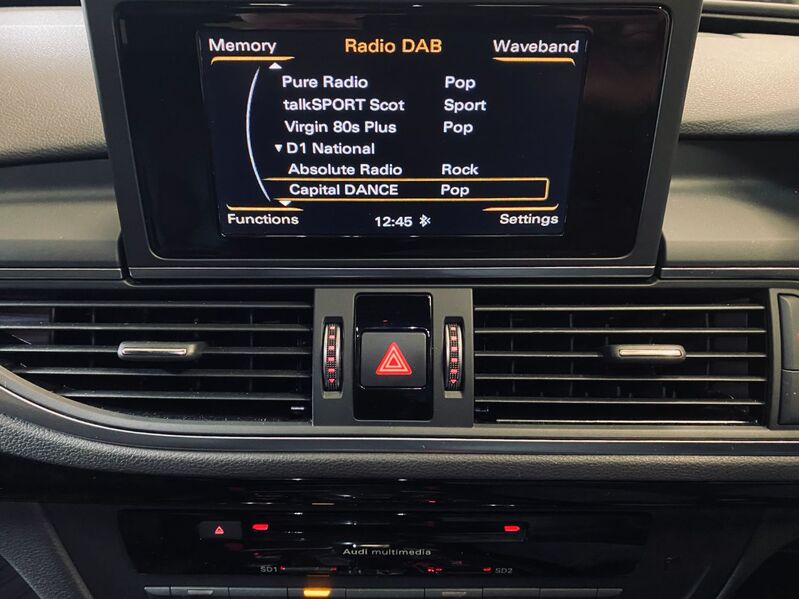 Memory Radio DAB Waveband
Pure Radio Pop
talkSPORT Scot Sport
Virgin 80s Plus Pop
D1 National
Absolute Radio Rock
Capital DANCE Pop
Functions 12:45 Settings
Audi multimedia
SD1 SD2